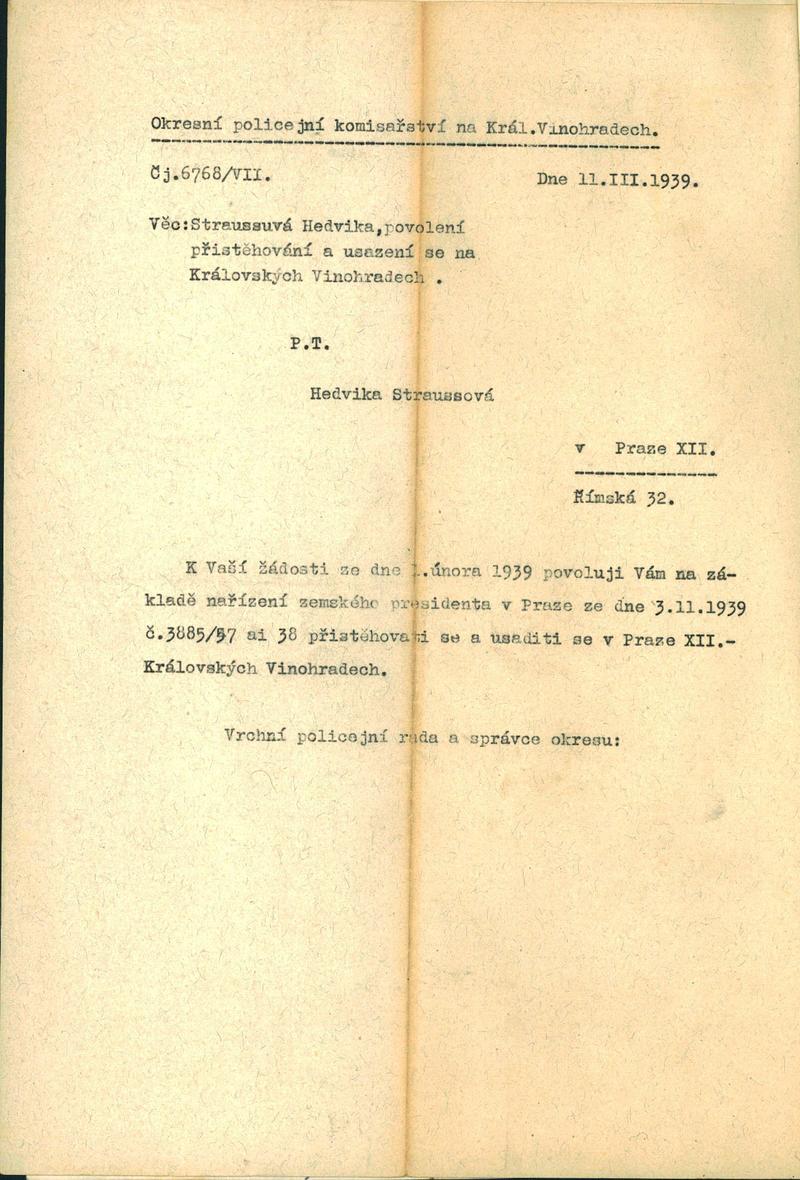 Okresní policejní komisařství na Král.Vinohradech.
Čj.6768/VII.
Dne 11.III.1939.
Věc:Straussuvá Hedvika,povolení
přistěhování a usazení se na
Královských Vinohradech .
P.T.
Hedvika Straussová
v Praze XII.
Římská 32.
K Vaší žádosti ze dne 1.února 1939 povoluji Vám na zá-
kladě nařízení zemského presidenta v Praze ze dne 3.11.1939
č.3885/57 ai 38 přistěhovati se a usaditi se v Praze XII.-
Královských Vinohradech.
Vrchní policejní rada a správce okresu: